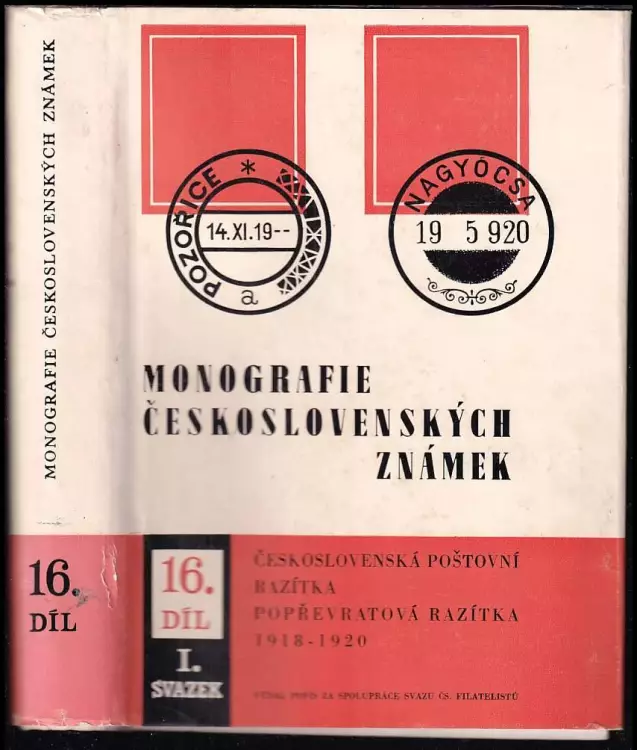 MONOGRAFIE ČESKOSLOVENSKÝCH ZNÁMEK
16.
DÍL
POZOŘICE *
14.XI.19--
a
NAGYÓCSA
19 5 920
MONOGRAFIE
ČESKOSLOVENSKÝCH
ZNÁMEK
16.
DÍL
I.
SVAZEK
ČESKOSLOVENSKÁ POŠTOVNÍ
RAZÍTKA
POPŘEVRATOVÁ RAZÍTKA
1918-1920
VYDAL POFIS ZA SPOLUPRÁCE SVAZU ČS. FILATELISTŮ